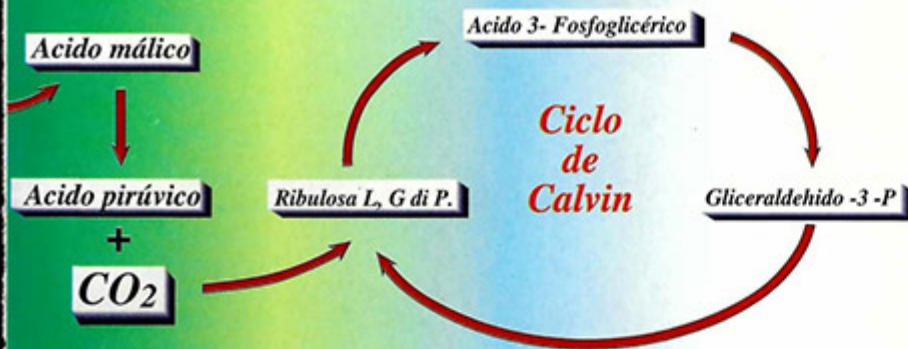 Acido málico
Acido pirúvico
+
CO2
Ribulosa L, G di P.
Acido 3- Fosfoglicérico
Ciclo
de
Calvin
Gliceraldehido -3 -P